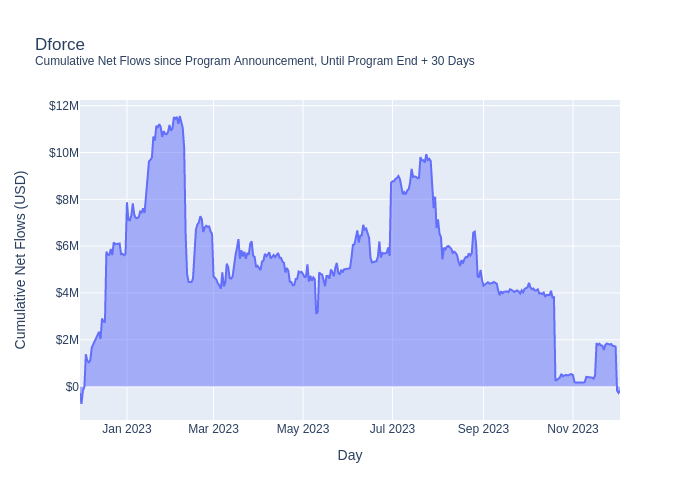 Dforce
Cumulative Net Flows since Program Announcement, Until Program End + 30 Days
Cumulative Net Flows (USD)
$12M
$10M
$8M
$6M
$4M
$2M
$0
Jan 2023 Mar 2023 May 2023 Jul 2023 Sep 2023 Nov 2023
Day